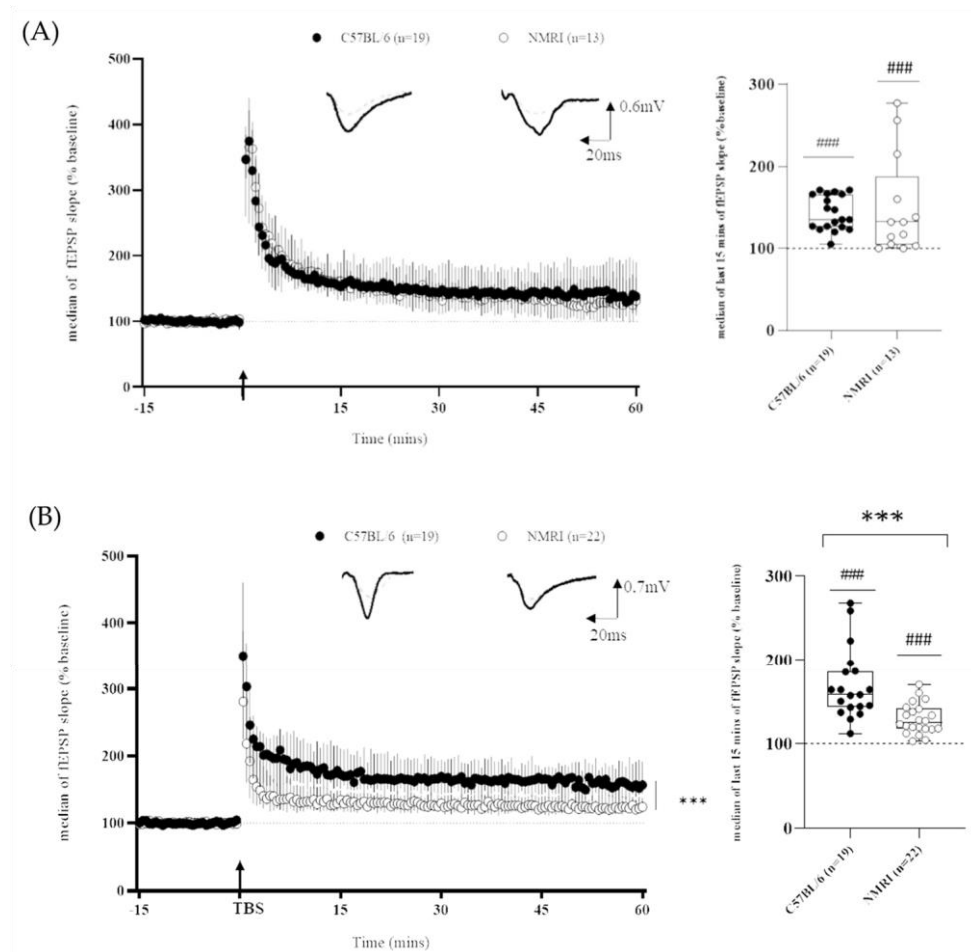 (A)
C57BL/6 (n=19)
NMRI (n=13)
median of fEPSP slope (% baseline)
500
400
300
200
100
0
-15
15
30
45
60
Time (mins)
0.6mV
20ms
median of last 15 mins of fEPSP slope (% baseline)
300
200
100
0
###
###
C57BL/6 (n=19)
NMRI (n=13)
(B)
C57BL/6 (n=19)
NMRI (n=22)
median of fEPSP slope (% baseline)
500
400
300
200
100
0
-15
TBS
15
30
45
60
Time (mins)
0.7mV
20ms
***
median of last 15 mins of fEPSP slope (% baseline)
300
200
100
0
***
###
###
C57BL/6 (n=19)
NMRI (n=22)